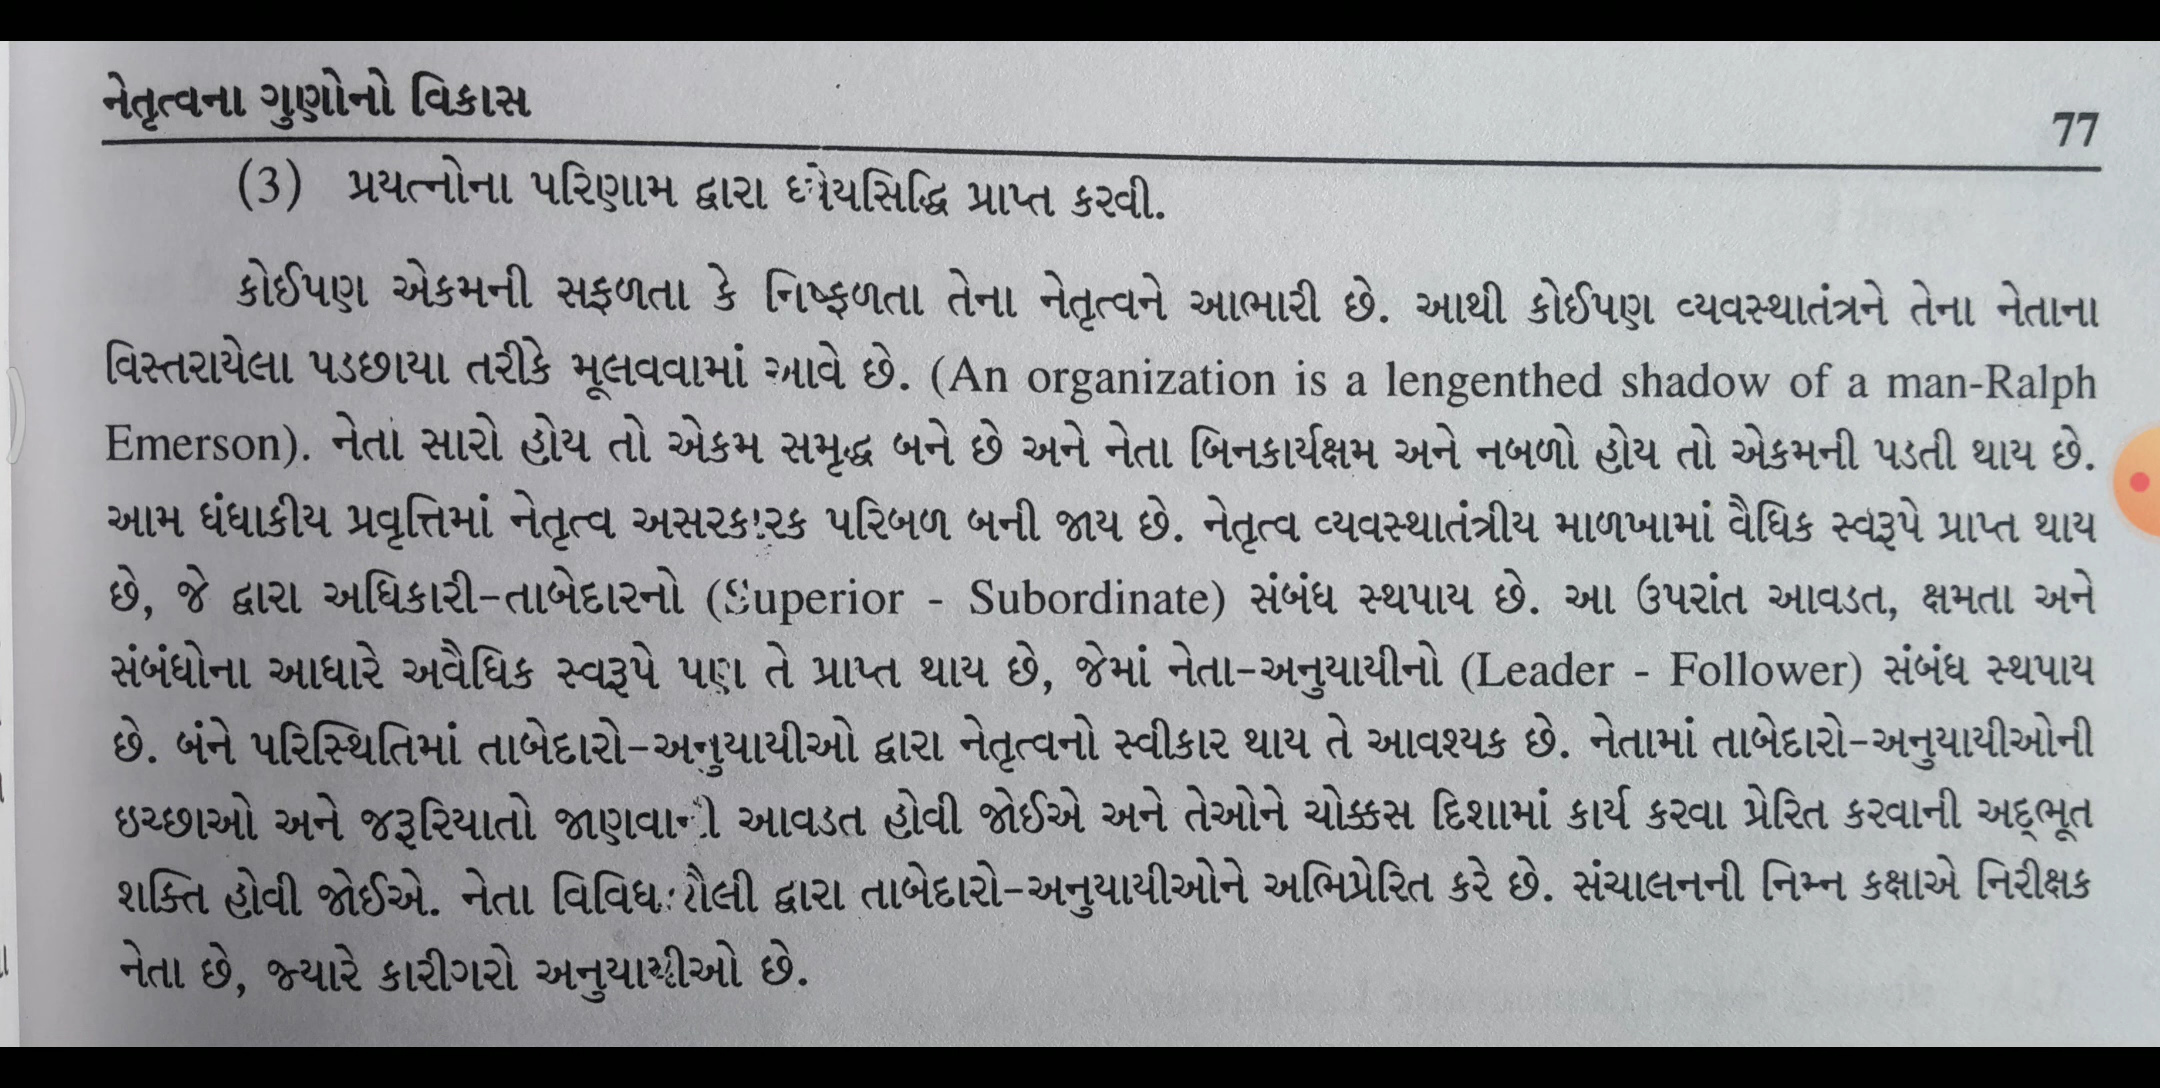 નેતૃત્વના ગુણોનો વિકાસ
77
(3) પ્રયત્નોના પરિણામ દ્વારા ધ્યેયસિદ્ધિ પ્રાપ્ત કરવી.
કોઈપણ એકમની સફળતા કે નિષ્ફળતા તેના નેતૃત્વને આભારી છે. આથી કોઈપણ વ્યવસ્થાતંત્રને તેના નેતાના
વિસ્તરાયેલા પડછાયા તરીકે મૂલવવામાં આવે છે. (An organization is a lengenthed shadow of a man-Ralph
Emerson). નેતા સારો હોય તો એકમ સમૃદ્ધ બને છે અને નેતા બિનકાર્યક્ષમ અને નબળો હોય તો એકમની પડતી થાય છે.
આમ ધંધાકીય પ્રવૃત્તિમાં નેતૃત્વ અસરકારક પરિબળ બની જાય છે. નેતૃત્વ વ્યવસ્થાતંત્રીય માળખામાં વૈધિક સ્વરૂપે પ્રાપ્ત થાય
છે, જે દ્વારા અધિકારી-તાબેદારનો (Superior - Subordinate) સંબંધ સ્થપાય છે. આ ઉપરાંત આવડત, ક્ષમતા અને
સંબંધોના આધારે અવૈધિક સ્વરૂપે પણ તે પ્રાપ્ત થાય છે, જેમાં નેતા-અનુયાયીનો (Leader - Follower) સંબંધ સ્થપાય
છે. બંને પરિસ્થિતિમાં તાબેદારો-અનુયાયીઓ દ્વારા નેતૃત્વનો સ્વીકાર થાય તે આવશ્યક છે. નેતામાં તાબેદારો-અનુયાયીઓની
ઇચ્છાઓ અને જરૂરિયાતો જાણવાની આવડત હોવી જોઈએ અને તેઓને ચોક્કસ દિશામાં કાર્ય કરવા પ્રેરિત કરવાની અદ્‌ભૂત
શક્તિ હોવી જોઈએ. નેતા વિવિધ શૈલી દ્વારા તાબેદારો-અનુયાયીઓને અભિપ્રેરિત કરે છે. સંચાલનની નિમ્ન કક્ષાએ નિરીક્ષક
નેતા છે, જ્યારે કારીગરો અનુયાયીઓ છે.